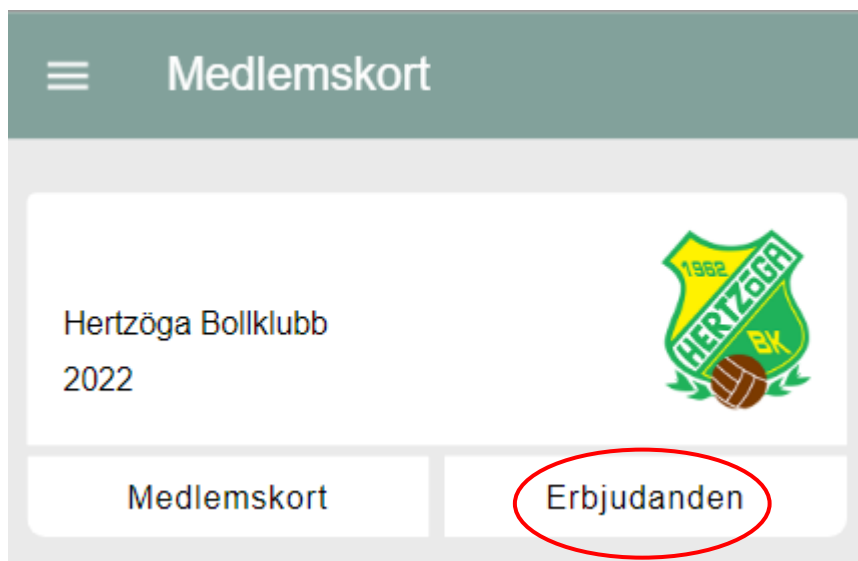 Medlemskort
Hertzöga Bollklubb
2022
1962
HERTZÖGA
BK
Medlemskort
Erbjudanden